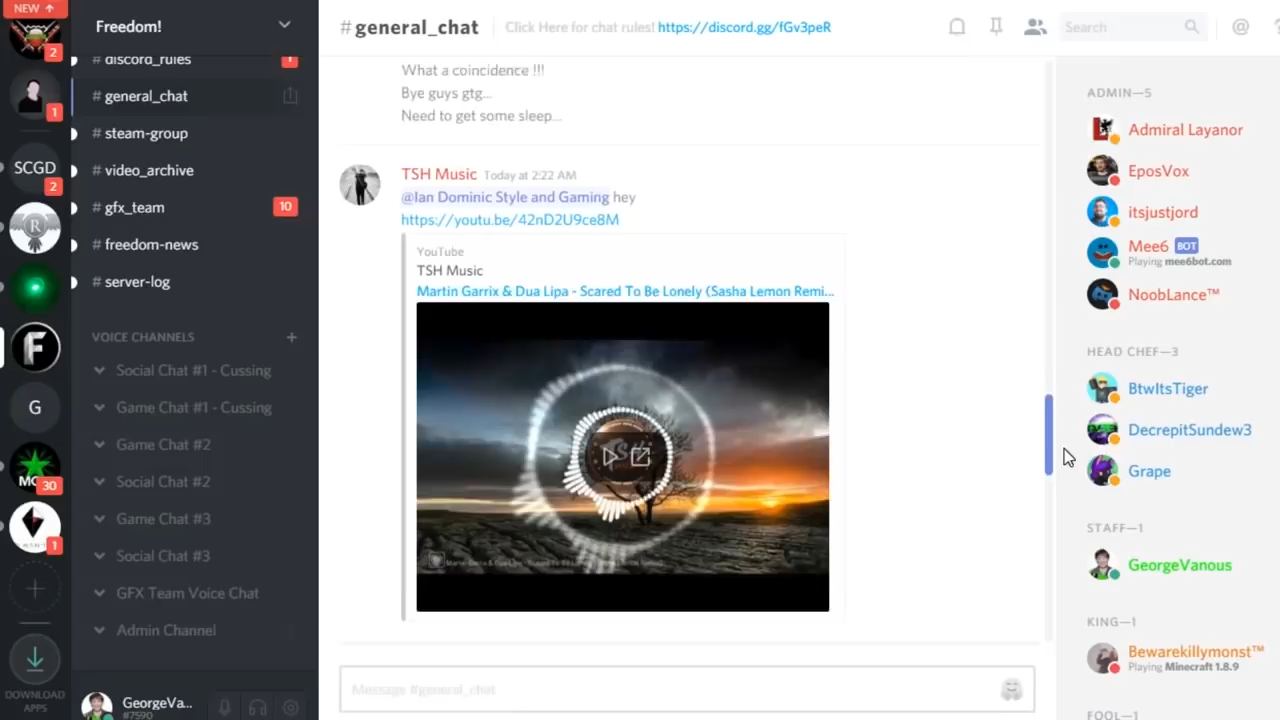 NEW ↑
2
1
SCGD
2
G
30
1
DOWNLOAD
APPS
Freedom!
# discord_rules
# general_chat
# steam-group
# video_archive
# gfx_team
10
# freedom-news
# server-log
VOICE CHANNELS
Social Chat #1 - Cussing
Game Chat #1 - Cussing
Game Chat #2
Social Chat #2
Game Chat #3
Social Chat #3
GFX Team Voice Chat
Admin Channel
GeorgeVa...
#7590
#general_chat
Click Here for chat rules! https://discord.gg/fGv3peR
Search
What a coincidence !!!
Bye guys gtg...
Need to get some sleep...
TSH Music Today at 2:22 AM
@Ian Dominic Style and Gaming hey
https://youtu.be/42nD2U9ce8M
YouTube
TSH Music
Martin Garrix & Dua Lipa - Scared To Be Lonely (Sasha Lemon Remi...
Message #general_chat
ADMIN—5
Admiral Layanor
EposVox
itsjustjord
Mee6 BOT
Playing mee6bot.com
NoobLance™
HEAD CHEF—3
BtwItsTiger
DecrepitSundew3
Grape
STAFF—1
GeorgeVanous
KING—1
Bewarekillymonst™
Playing Minecraft 1.8.9
FOOL—1